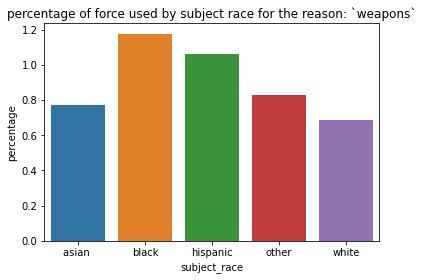 percentage of force used by subject race for the reason: `weapons`
1.2
1.0
0.8
0.6
0.4
0.2
0.0
percentage
asian black hispanic other white
subject_race